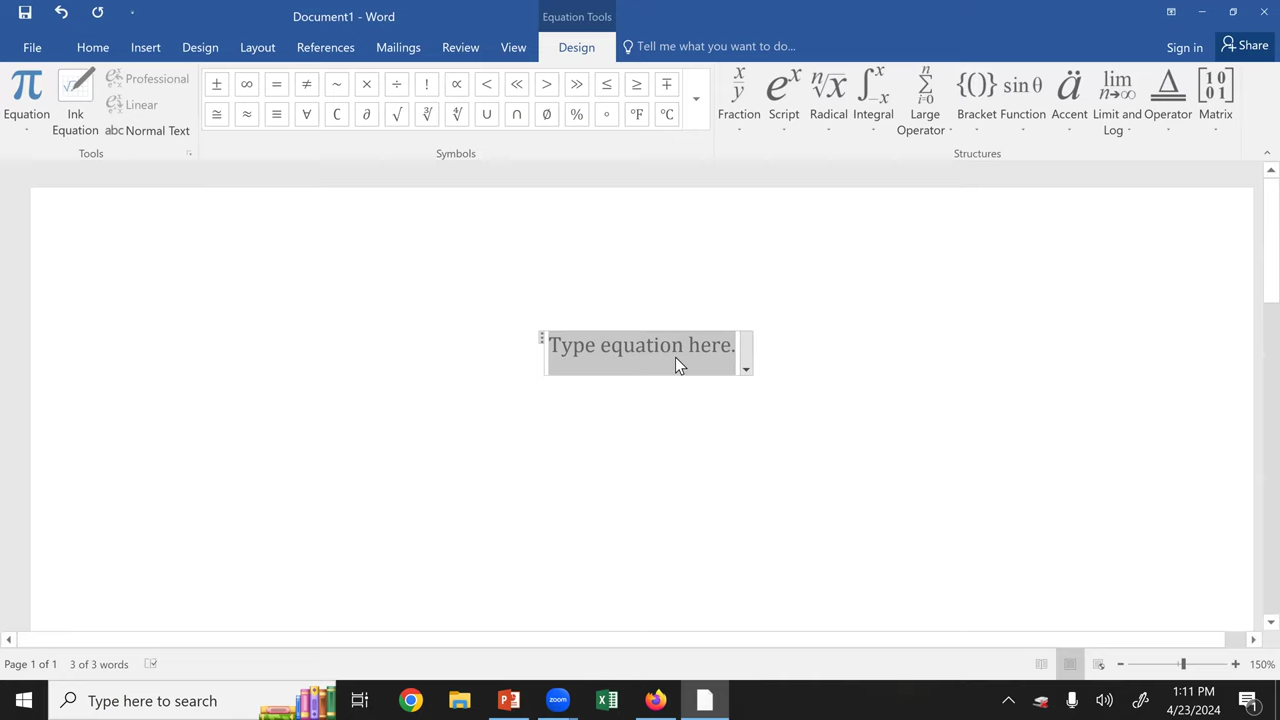 Document1 - Word
Equation Tools
File Home Insert Design Layout References Mailings Review View Design Tell me what you want to do... Sign in Share
π Equation
Ink Equation
Professional
Linear
abc Normal Text
Tools
± ∞ = ≠ ~ × ÷ ! ∝ < ≪ > ≫ ≤ ≥ ∓
≅ ≈ ≡ ∀ ∁ ∂ √ ∛ ∜ ∪ ∩ ∅ % ° °F °C
Symbols
Fraction Script Radical Integral Large Operator Bracket Function Accent Limit and Log Operator Matrix
Structures
Type equation here.
Page 1 of 1 3 of 3 words 150%
Type here to search
zoom
1:11 PM
4/23/2024
1